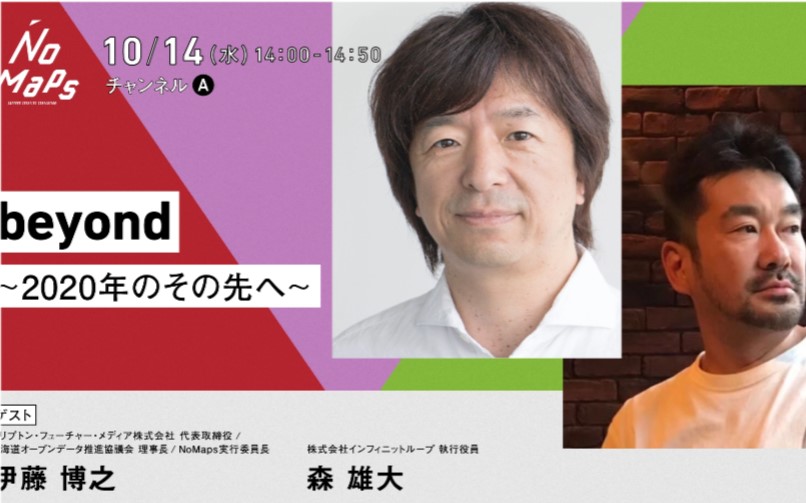 No
Maps
10/14(水)14:00-14:50
チャンネル A
beyond
~2020年のその先へ~
ゲスト
リプトン・フューチャー・メディア株式会社 代表取締役 /
海道オープンデータ推進協議会 理事長 / NoMaps実行委員長
伊藤 博之
株式会社インフィニットループ 執行役員
森 雄大